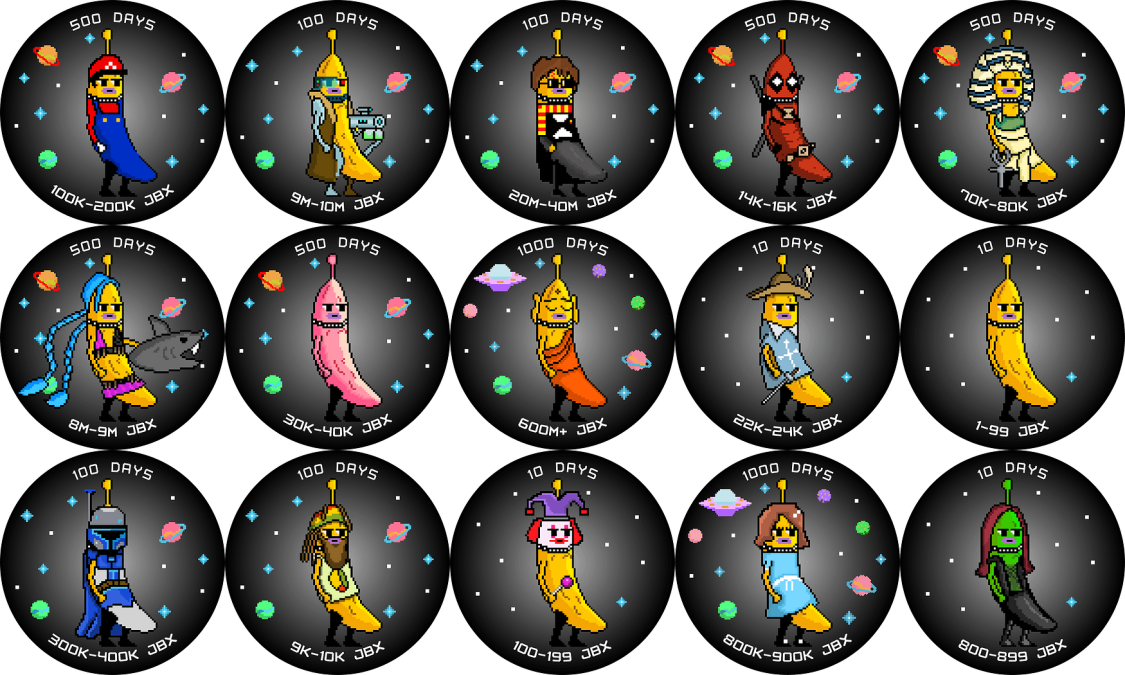 500 DAYS
100K-200K JBX
100 DAYS
9M-10M JBX
100 DAYS
20M-40M JBX
500 DAYS
14K-16K JBX
500 DAYS
70K-80K JBX
500 DAYS
8M-9M JBX
500 DAYS
30K-40K JBX
1000 DAYS
600M+ JBX
10 DAYS
22K-24K JBX
10 DAYS
1-99 JBX
100 DAYS
300K-400K JBX
100 DAYS
9K-10K JBX
10 DAYS
100-199 JBX
1000 DAYS
800K-900K JBX
10 DAYS
800-899 JBX